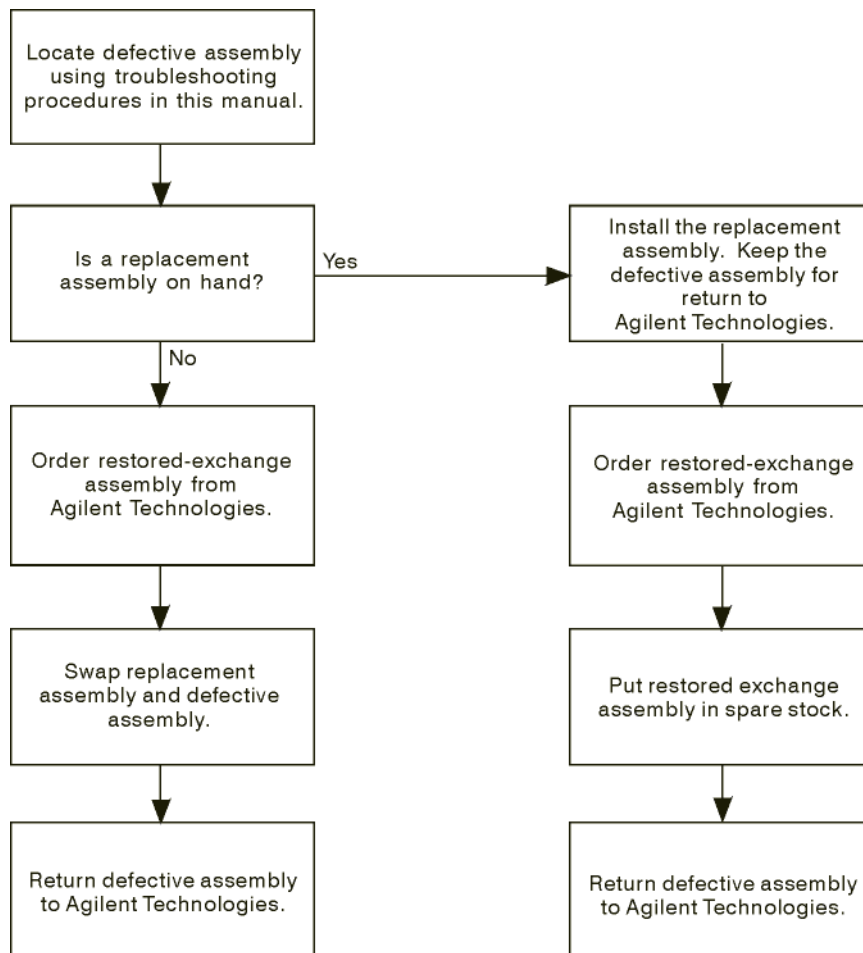 Locate defective assembly
using troubleshooting
procedures in this manual.
Is a replacement
assembly on hand?
Yes
No
Order restored-exchange
assembly from
Agilent Technologies.
Swap replacement
assembly and defective
assembly.
Return defective assembly
to Agilent Technologies.
Install the replacement
assembly. Keep the
defective assembly for
return to
Agilent Technologies.
Order restored-exchange
assembly from
Agilent Technologies.
Put restored exchange
assembly in spare stock.
Return defective assembly
to Agilent Technologies.